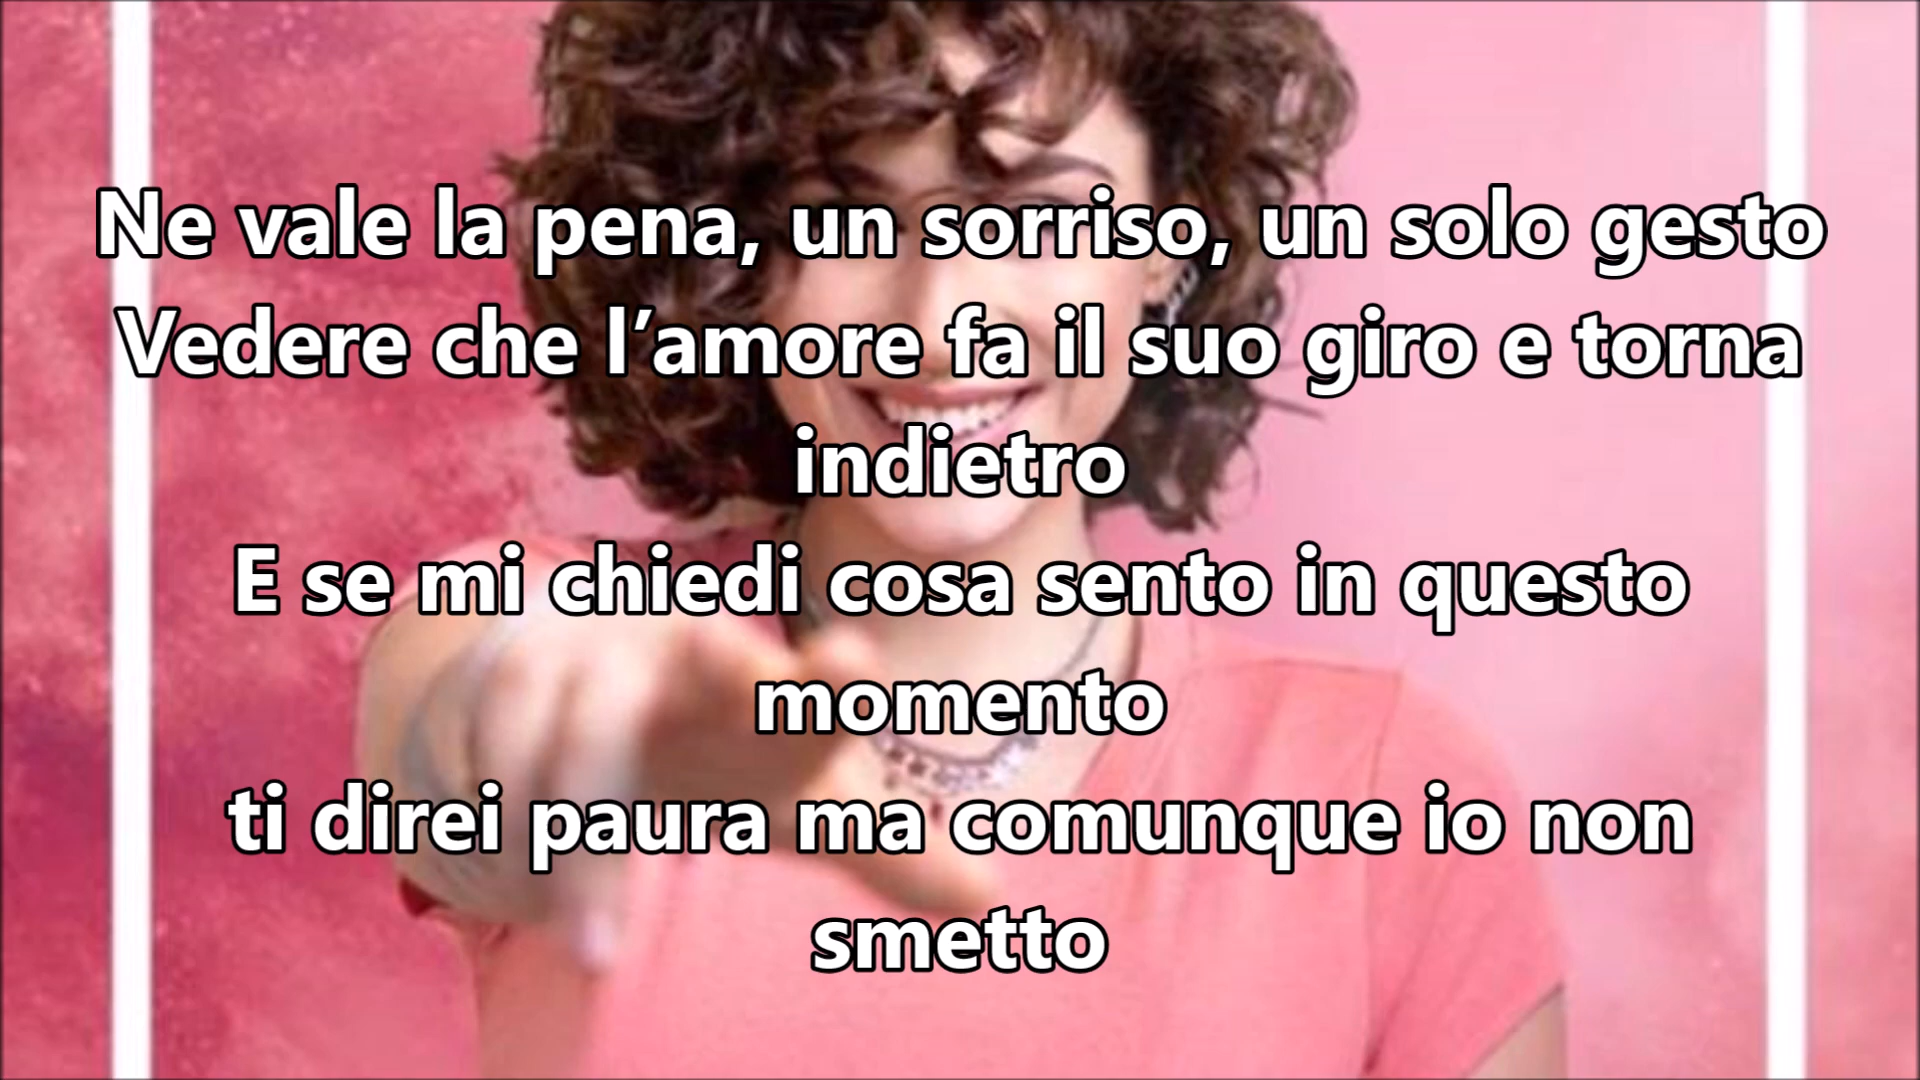 Ne vale la pena, un sorriso, un solo gesto
Vedere che l’amore fa il suo giro e torna
indietro
E se mi chiedi cosa sento in questo
momento
ti direi paura ma comunque io non
smetto